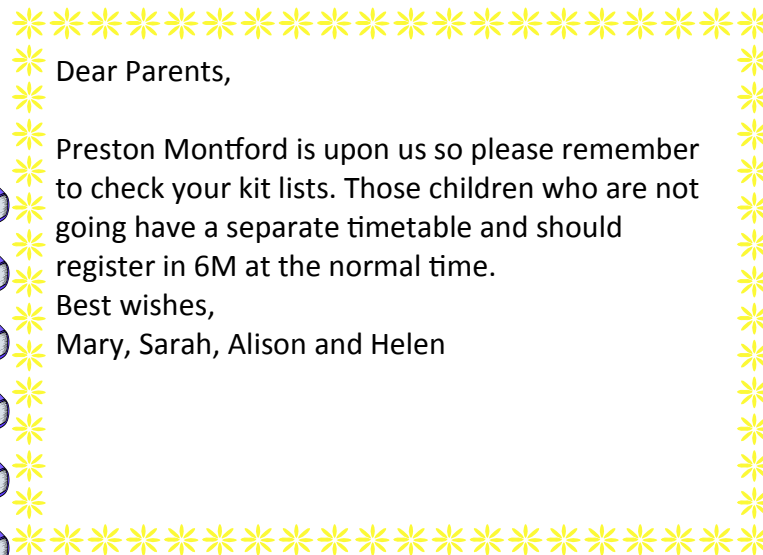 Dear Parents,
Preston Montford is upon us so please remember
to check your kit lists. Those children who are not
going have a separate timetable and should
register in 6M at the normal time.
Best wishes,
Mary, Sarah, Alison and Helen